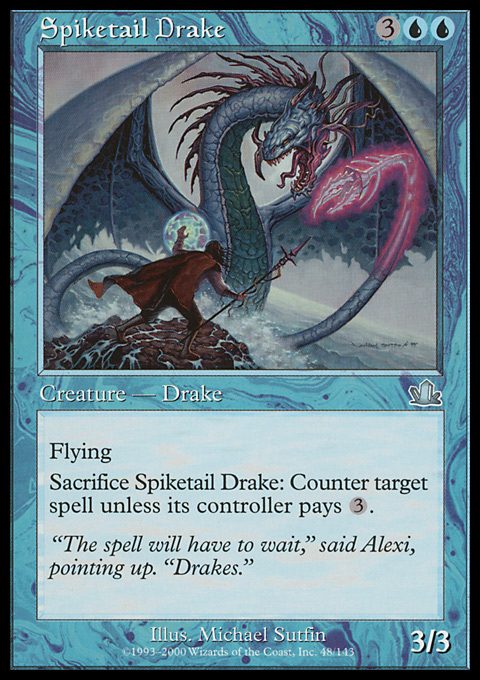 Spiketail Drake 3
Creature — Drake
Flying
Sacrifice Spiketail Drake: Counter target
spell unless its controller pays 3.
“The spell will have to wait,” said Alexi,
pointing up. “Drakes.”
Illus. Michael Sutfin
©1993–2000 Wizards of the Coast, Inc. 48/143
3/3